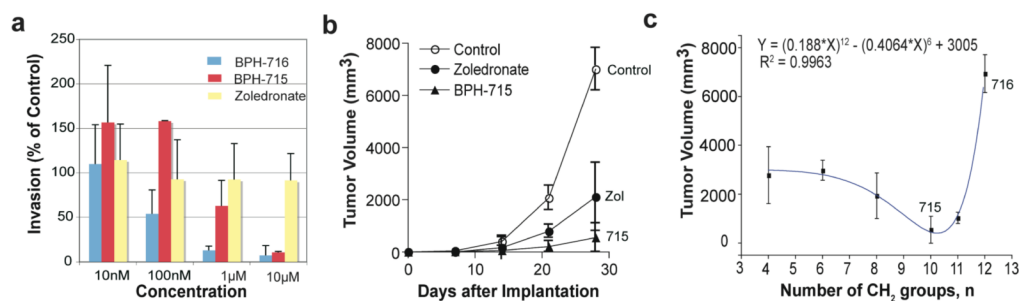 a
Invasion (% of Control)
250
200
150
100
50
0
BPH-716
BPH-715
Zoledronate
10nM 100nM 1µM 10µM
Concentration
b
Tumor Volume (mm³)
8000
6000
4000
2000
0
Control
Zoledronate
BPH-715
Control
Zol
715
0 10 20 30
Days after Implantation
c
Tumor Volume (mm³)
8000
6000
4000
2000
0
Y = (0.188*X)¹² - (0.4064*X)⁶ + 3005
R² = 0.9963
716
715
3 4 5 6 7 8 9 10 11 12 13
Number of CH₂ groups, n